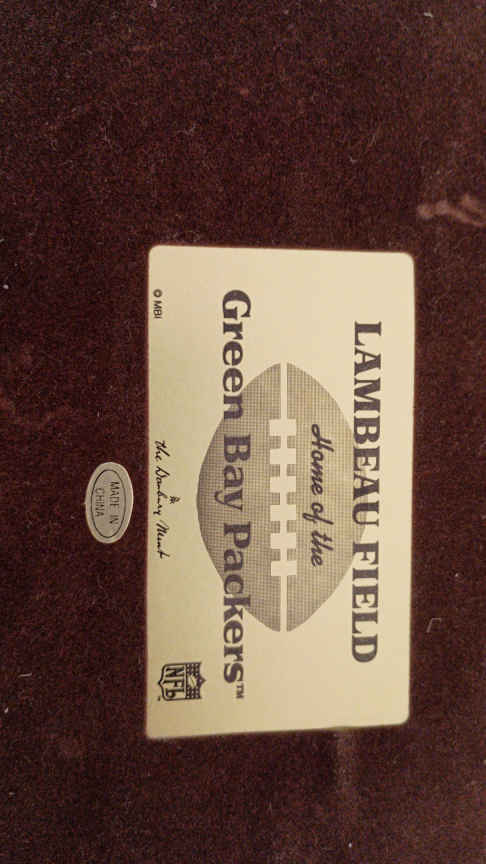 LAMBEAU FIELD
Home of the
Green Bay Packers™
© MBI
the Danbury Mint
NFL
MADE IN
CHINA